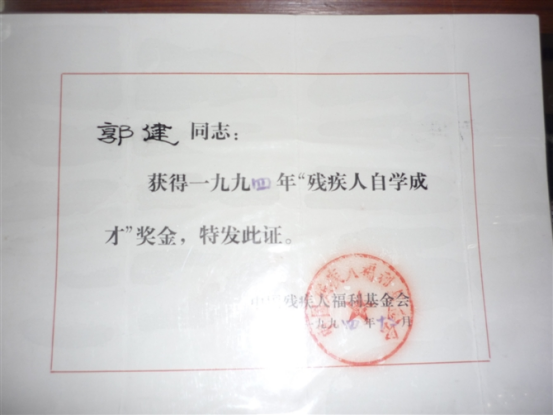 郭建 同志：
获得一九九四年“残疾人自学成
才”奖金，特发此证。
残疾人福利基金会
一九九四年十 月